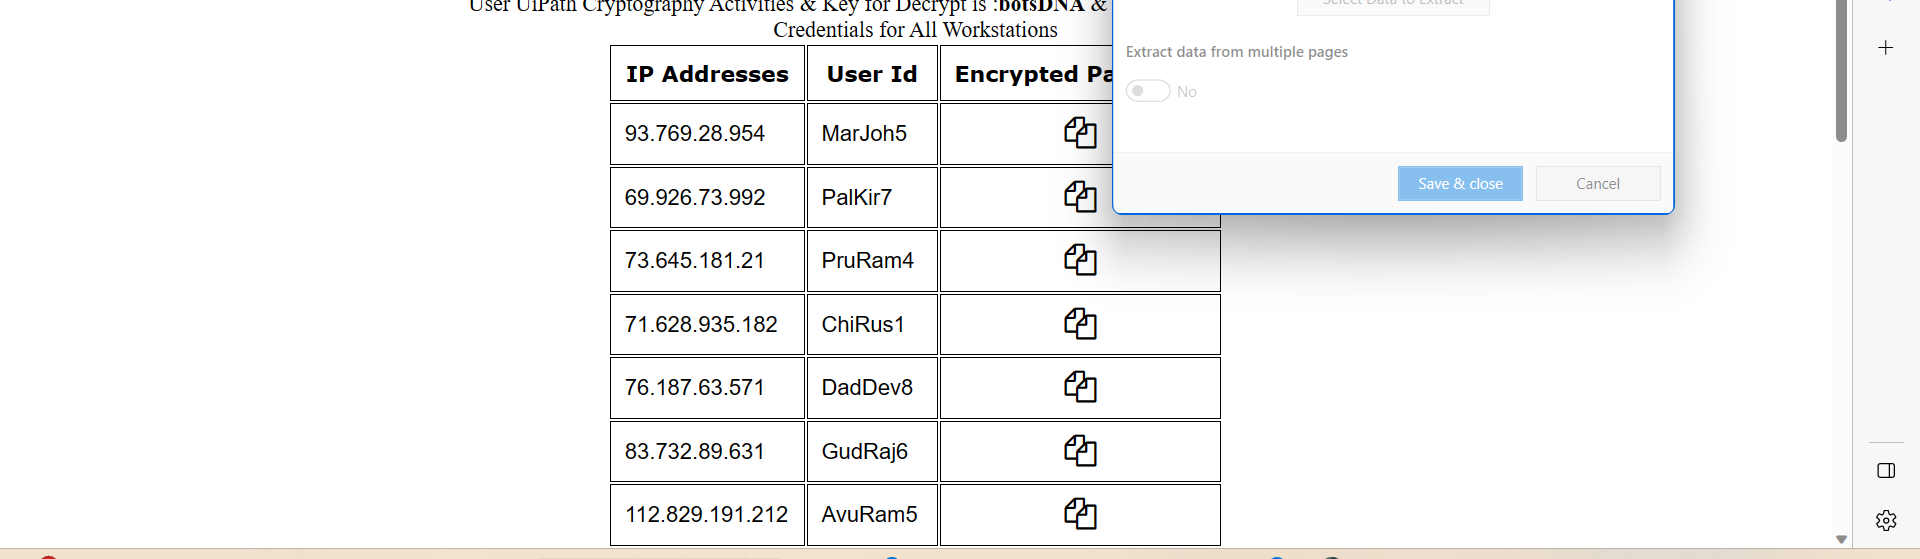 User UiPath Cryptography Activities & Key for Decrypt is :botsDNA &
Credentials for All Workstations
IP Addresses User Id Encrypted Pa
93.769.28.954 MarJoh5
69.926.73.992 PalKir7
73.645.181.21 PruRam4
71.628.935.182 ChiRus1
76.187.63.571 DadDev8
83.732.89.631 GudRaj6
112.829.191.212 AvuRam5
Select Data to Extract
Extract data from multiple pages
No
Save & close Cancel